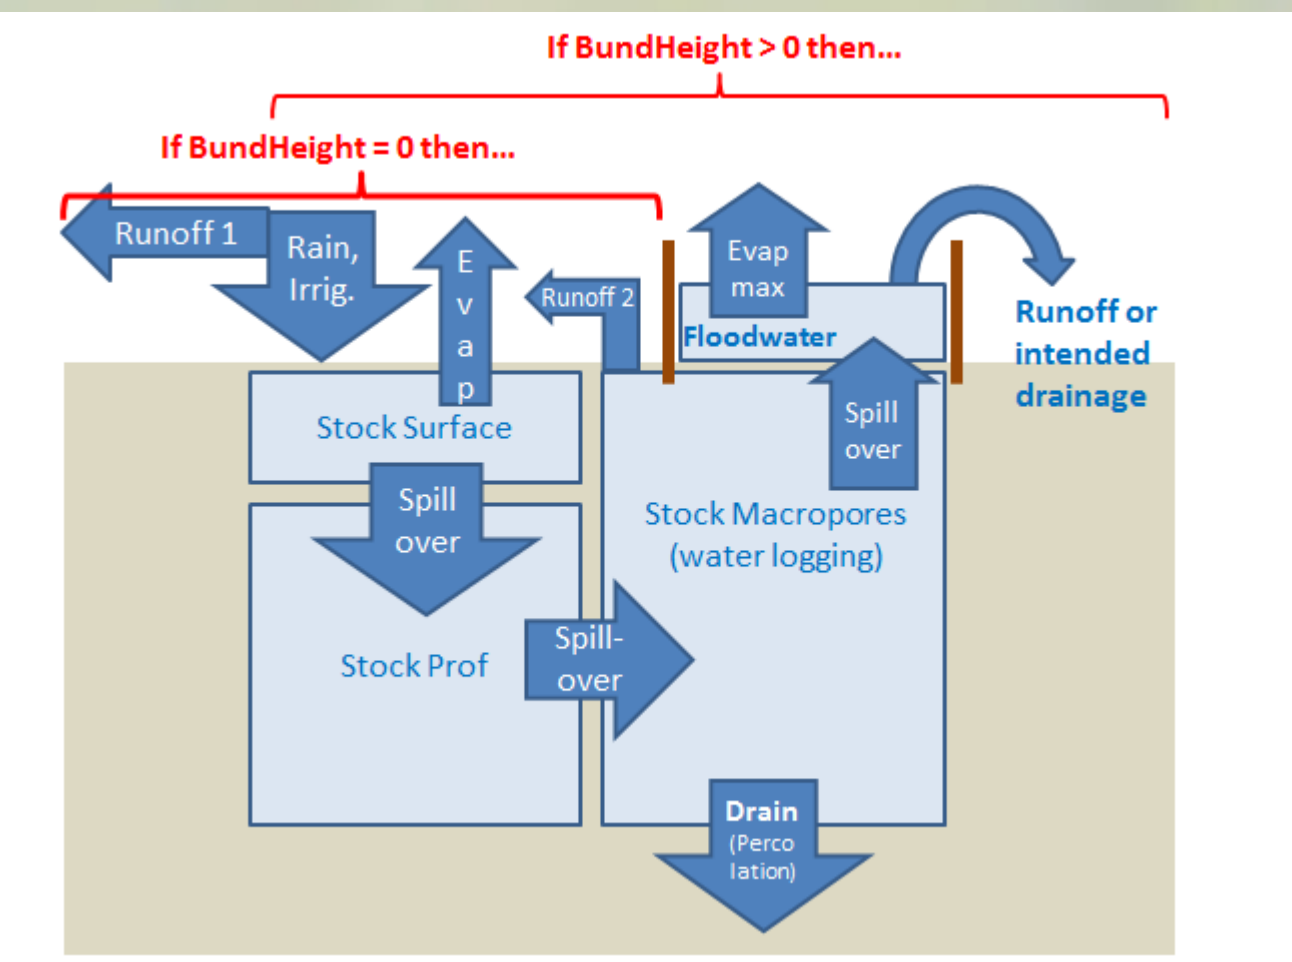 If BundHeight > 0 then...
If BundHeight = 0 then...
Runoff 1
Rain,
Irrig.
E
v
a
p
Runoff 2
Evap
max
Floodwater
Runoff or
intended
drainage
Stock Surface
Spill
over
Spill
over
Stock Macropores
(water logging)
Stock Prof
Spill-
over
Drain
(Perco
lation)